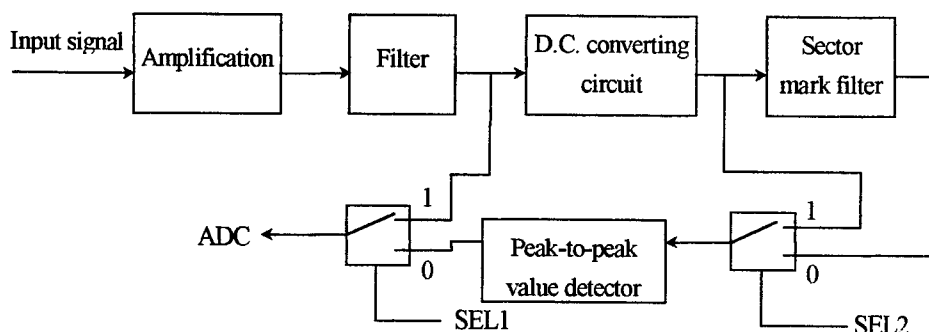 Input signal
Amplification
Filter
D.C. converting
circuit
Sector
mark filter
1
ADC
0
Peak-to-peak
value detector
1
0
SEL1
SEL2